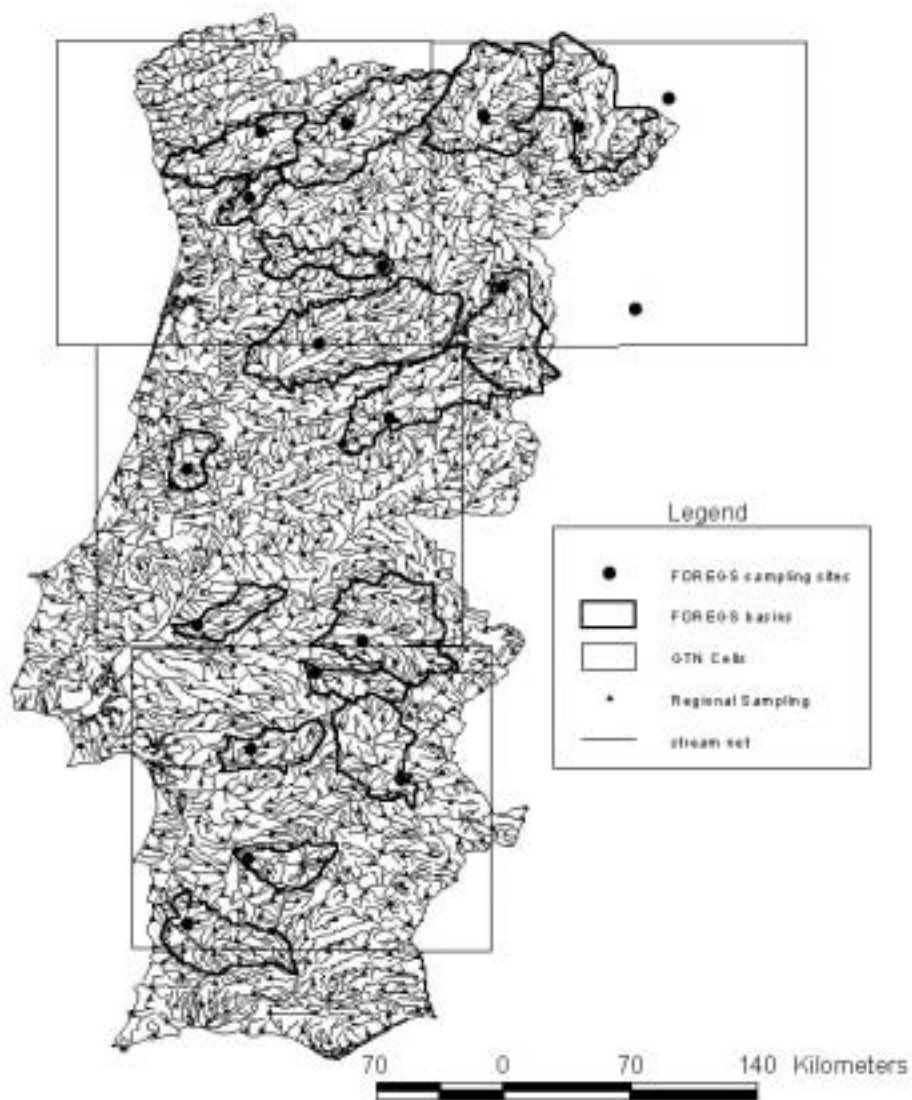 Legend
FOREGS sampling sites
FOREGS basins
GTN Cells
Regional Sampling
stream net
70 0 70 140 Kilometers